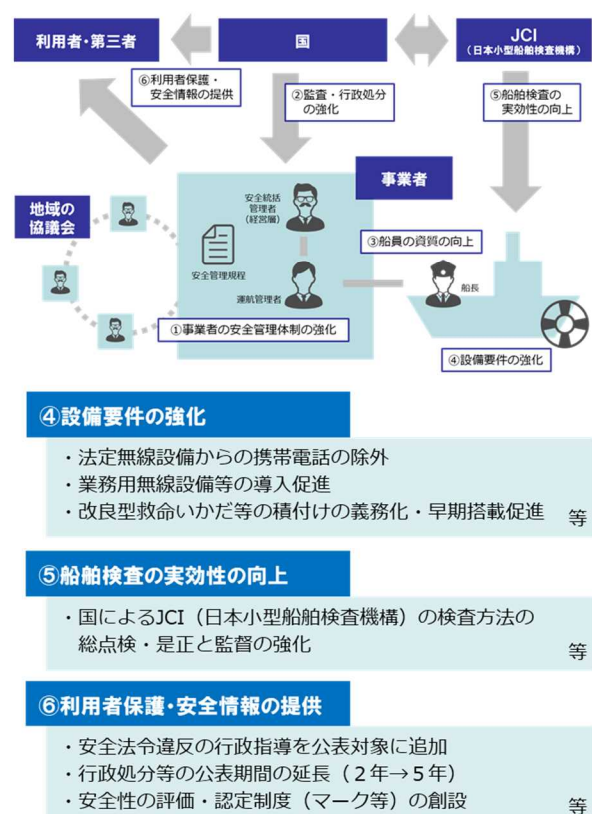 利用者・第三者
国
JCI
（日本小型船舶検査機構）
⑥利用者保護・
安全情報の提供
②監査・行政処分
の強化
⑤船舶検査の
実効性の向上
事業者
地域の
協議会
安全統括
管理者
（経営層）
③船員の資質の向上
安全管理規程
運航管理者
船長
①事業者の安全管理体制の強化
④設備要件の強化
④設備要件の強化
・法定無線設備からの携帯電話の除外
・業務用無線設備等の導入促進
・改良型救命いかだ等の積付けの義務化・早期搭載促進 等
⑤船舶検査の実効性の向上
・国によるJCI（日本小型船舶検査機構）の検査方法の
総点検・是正と監督の強化 等
⑥利用者保護・安全情報の提供
・安全法令違反の行政指導を公表対象に追加
・行政処分等の公表期間の延長（２年→５年）
・安全性の評価・認定制度（マーク等）の創設 等